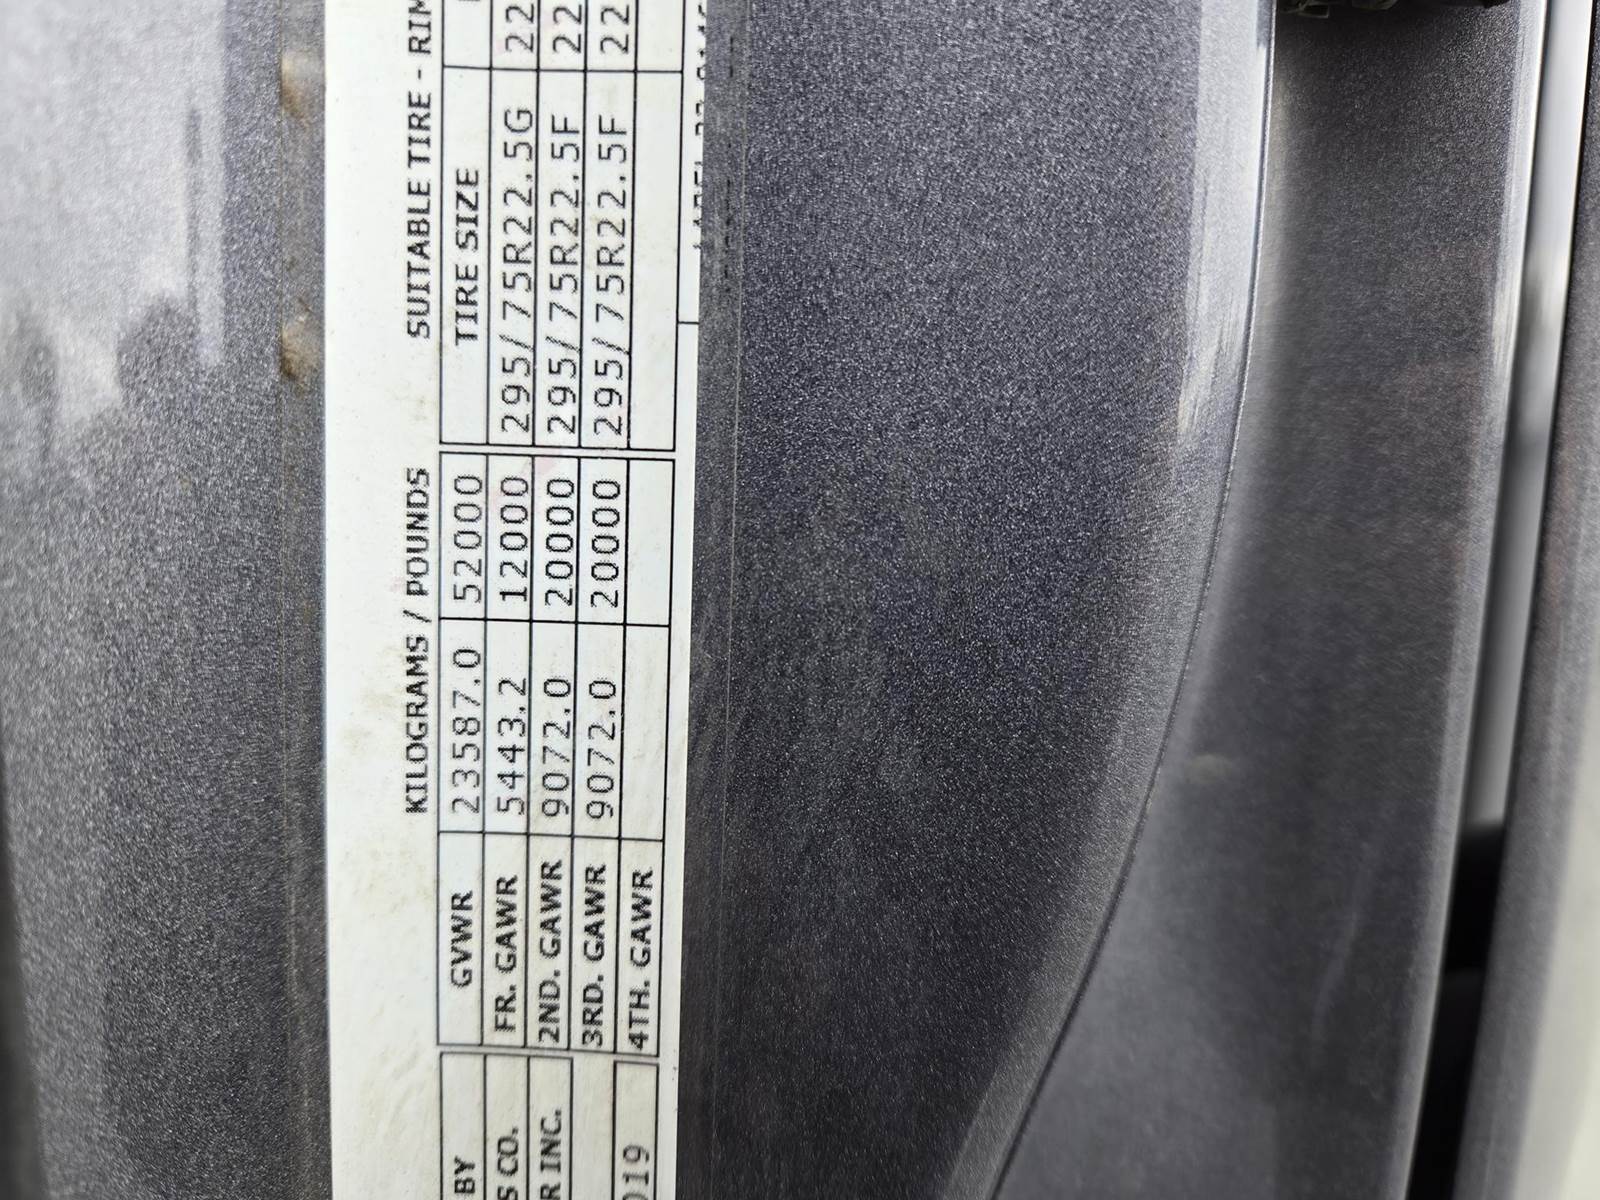 KILOGRAMS / POUNDS SUITABLE TIRE - RIM
BY GVWR 23587.0 52000 TIRE SIZE
S CO. FR. GAWR 5443.2 12000 295/75R22.5G 22
R INC. 2ND. GAWR 9072.0 20000 295/75R22.5F 22
3RD. GAWR 9072.0 20000 295/75R22.5F 22
019 4TH. GAWR